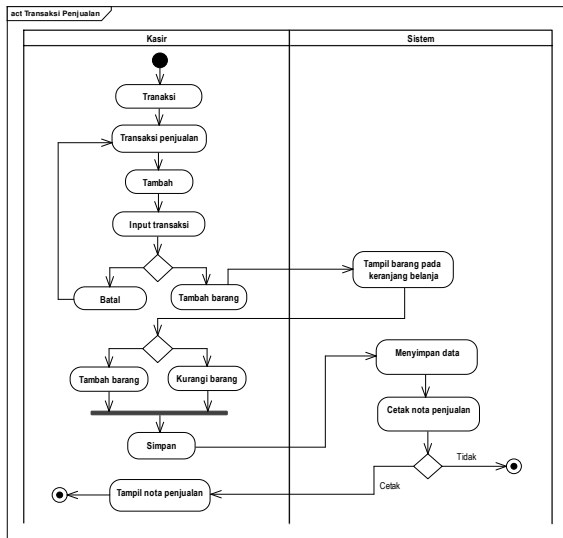 act Transaksi Penjualan
Kasir
Sistem
Tranaksi
Transaksi penjualan
Tambah
Input transaksi
Batal
Tambah barang
Tampil barang pada
keranjang belanja
Tambah barang
Kurangi barang
Menyimpan data
Cetak nota penjualan
Simpan
Tidak
Cetak
Tampil nota penjualan